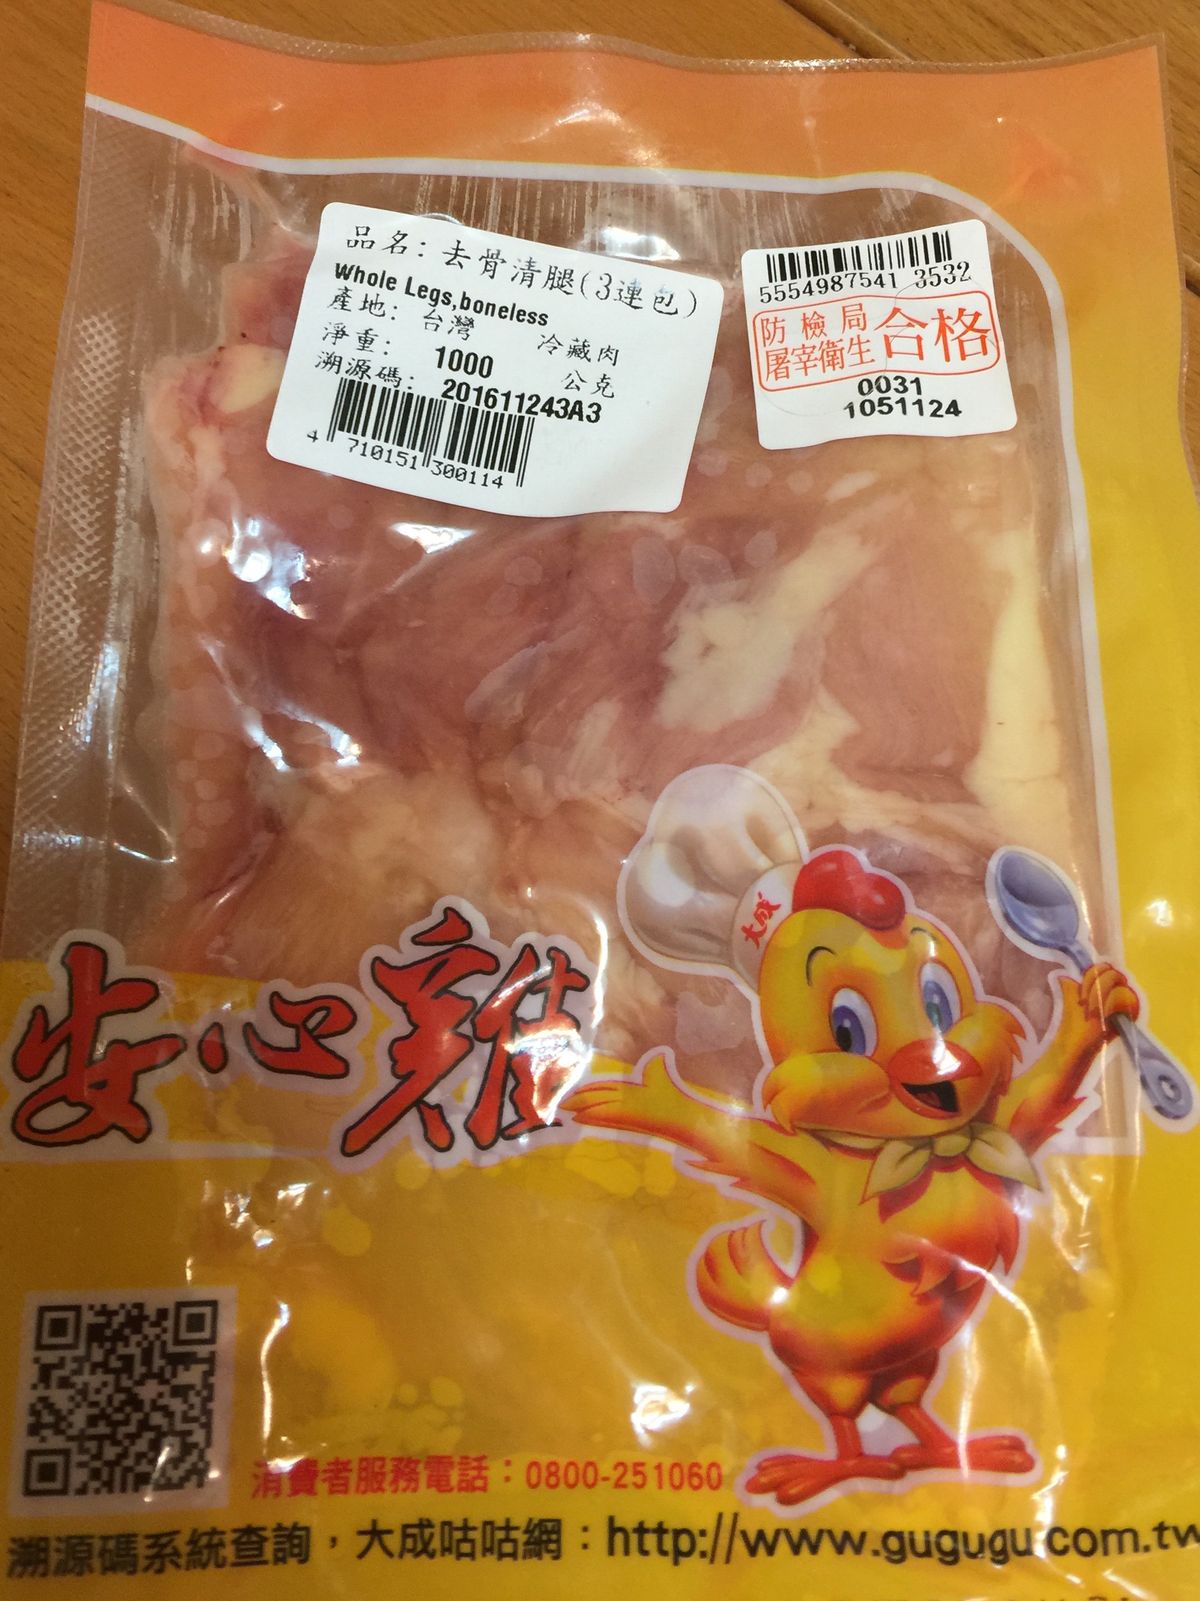 品名：去骨清腿(3連包)
Whole Legs,boneless
產地：台灣 冷藏肉
淨重：1000 公克
溯源碼：201611243A3
4 710151 300114
5554987541 3532
防檢局
屠宰衛生 合格
0031
1051124
大成
安心雞
消費者服務電話：0800-251060
溯源碼系統查詢，大成咕咕網：http://www.gugugu.com.tw